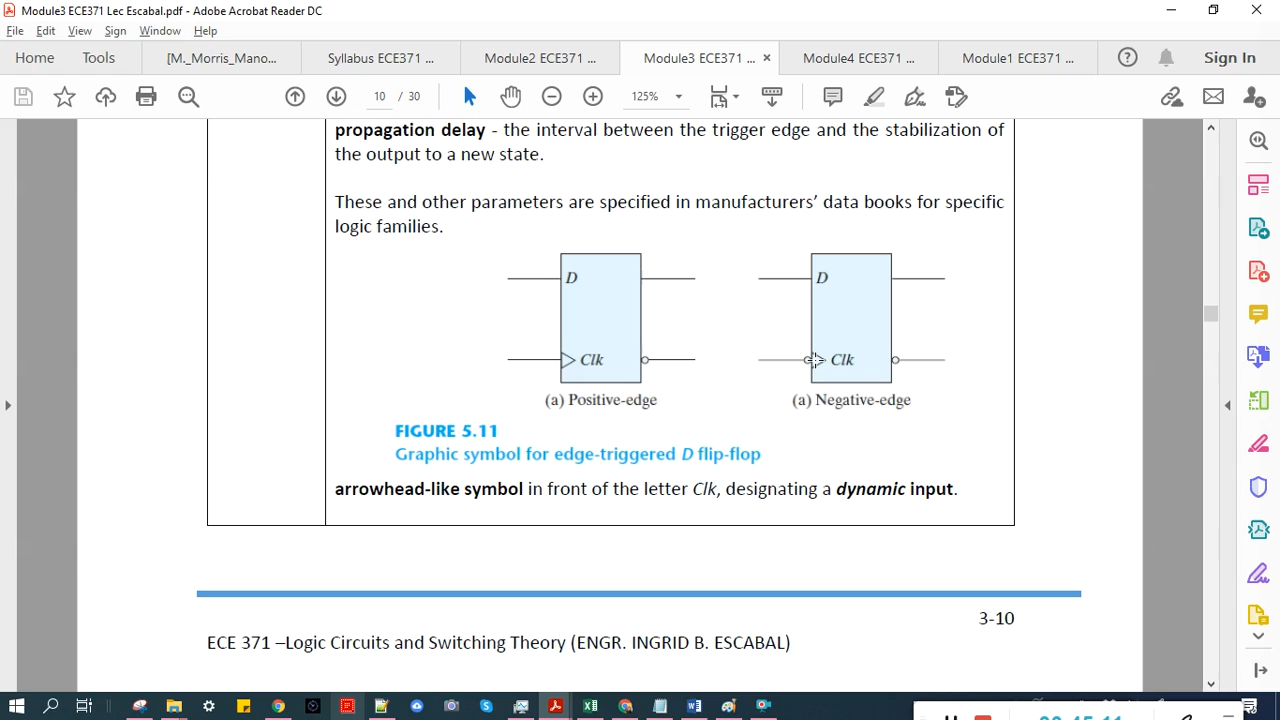 Module3 ECE371 Lec Escabal.pdf - Adobe Acrobat Reader DC
File Edit View Sign Window Help
Home Tools [M._Morris_Mano... Syllabus ECE371 ... Module2 ECE371 ... Module3 ECE371 ... Module4 ECE371 ... Module1 ECE371 ... Sign In
10 / 30 125%
propagation delay - the interval between the trigger edge and the stabilization of
the output to a new state.
These and other parameters are specified in manufacturers’ data books for specific
logic families.
D D
Clk Clk
(a) Positive-edge (a) Negative-edge
FIGURE 5.11
Graphic symbol for edge-triggered D flip-flop
arrowhead-like symbol in front of the letter Clk, designating a dynamic input.
3-10
ECE 371 –Logic Circuits and Switching Theory (ENGR. INGRID B. ESCABAL)